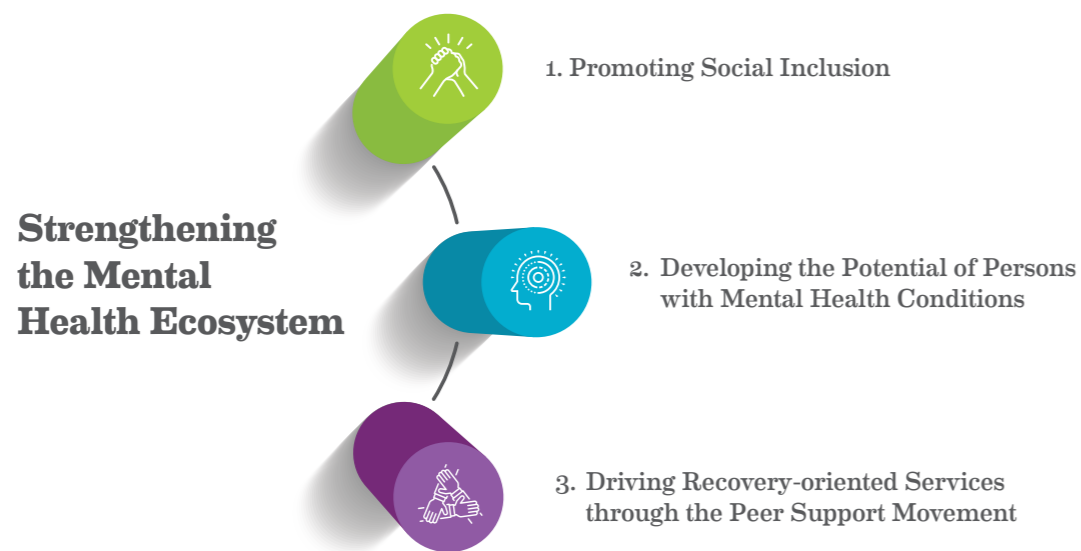 Strengthening
the Mental
Health Ecosystem
1. Promoting Social Inclusion
2. Developing the Potential of Persons
with Mental Health Conditions
3. Driving Recovery-oriented Services
through the Peer Support Movement